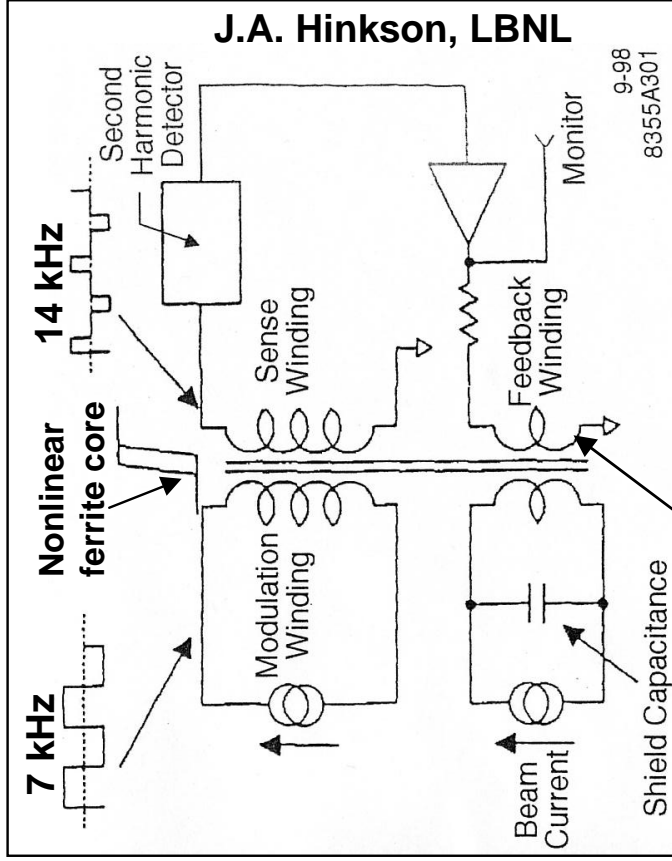 J.A. Hinkson, LBNL
7 kHz
Nonlinear
ferrite core
14 kHz
Second
Harmonic
Detector
9-98
8355A301
Modulation
Winding
Sense
Winding
Beam
Current
Shield Capacitance
Feedback
Winding
Monitor